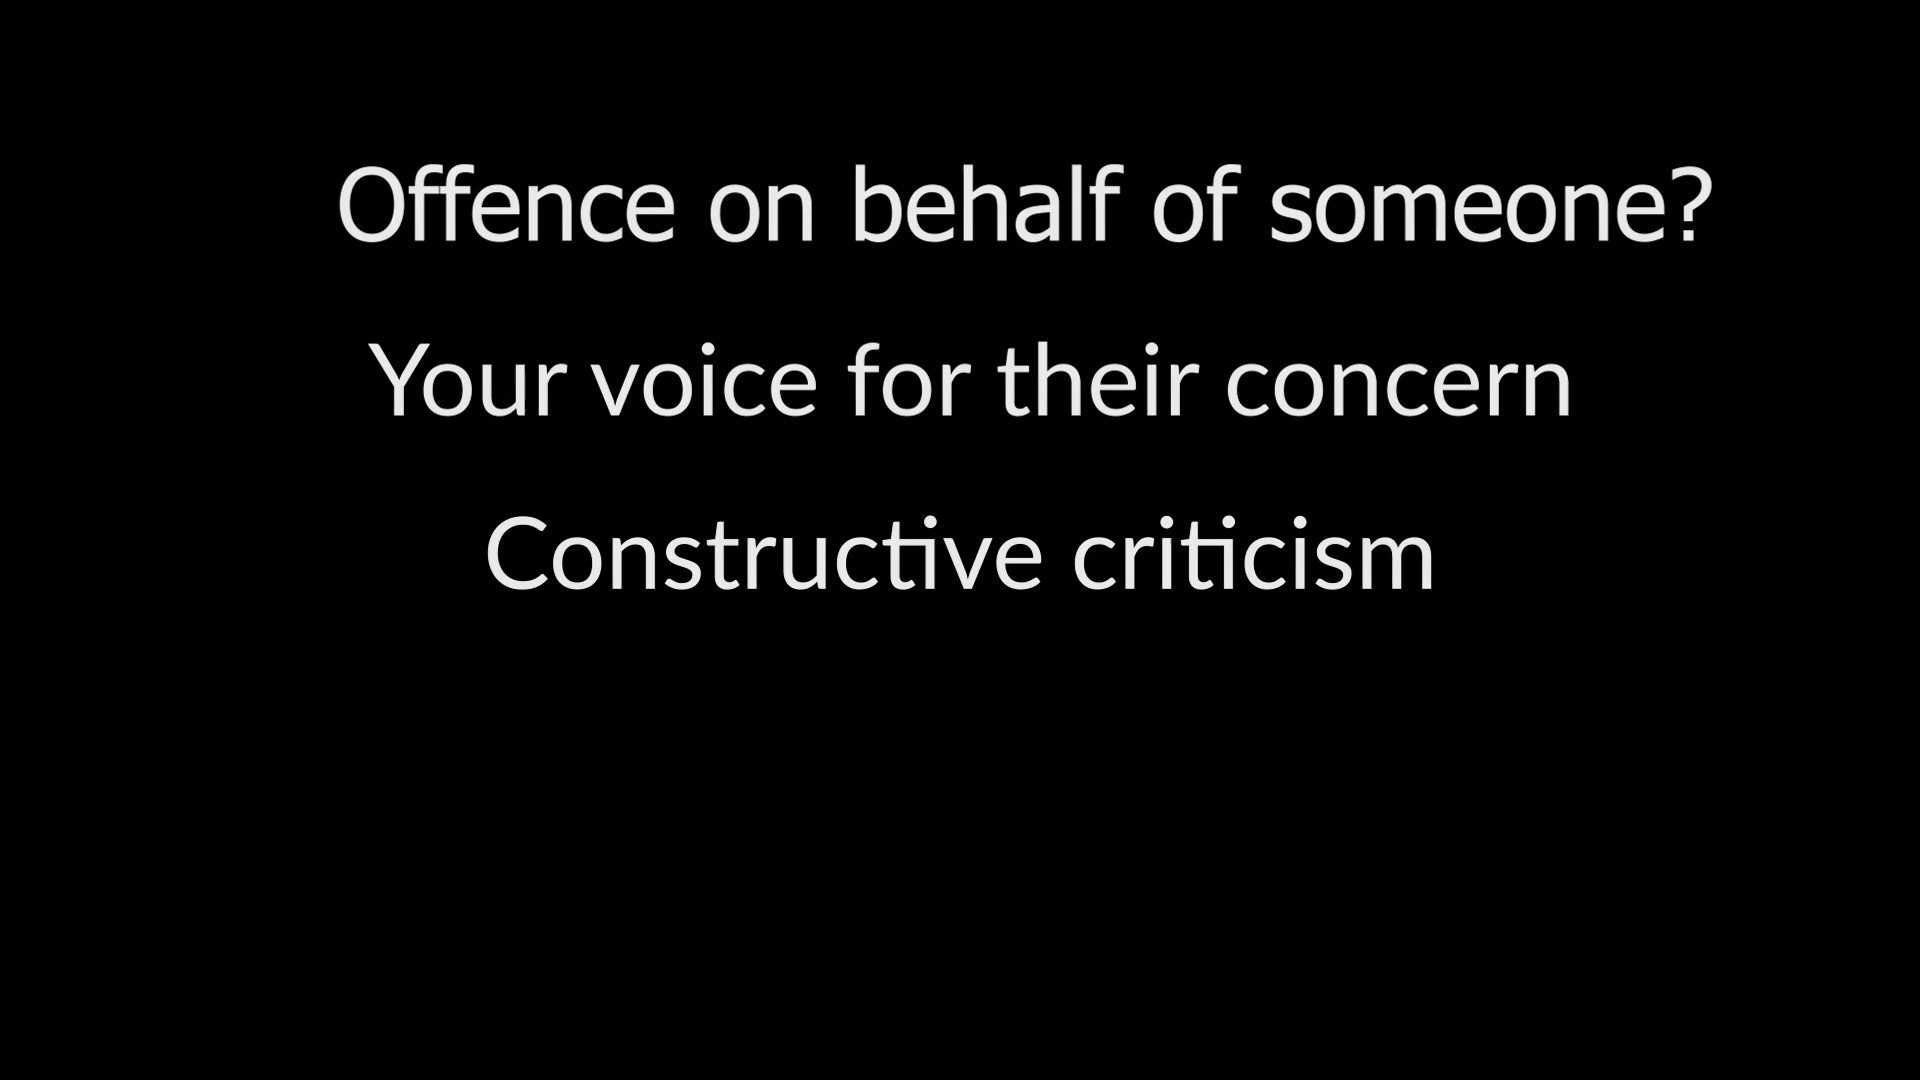 Offence on behalf of someone?
Your voice for their concern
Constructive criticism